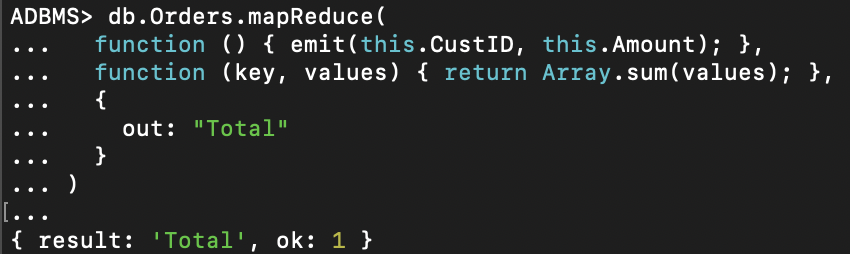 ADBMS> db.Orders.mapReduce(
...   function () { emit(this.CustID, this.Amount); },
...   function (key, values) { return Array.sum(values); },
...   {
...     out: "Total"
...   }
... )
[...
{ result: 'Total', ok: 1 }